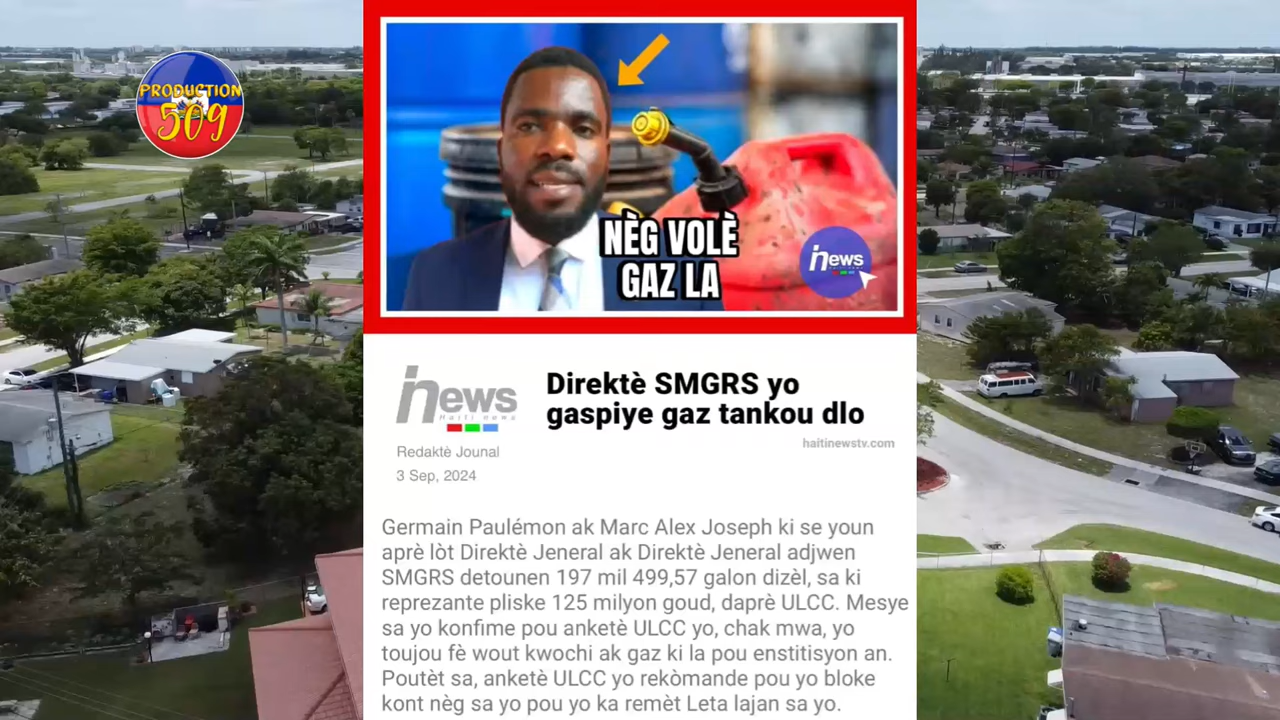 PRODUCTION
509
NÈG VOLÈ
GAZ LA
iNews
iNews
Haiti news
Direktè SMGRS yo
gaspiye gaz tankou dlo
haitinewstv.com
Redaktè Jounal
3 Sep, 2024
Germain Paulémon ak Marc Alex Joseph ki se youn
aprè lòt Direktè Jeneral ak Direktè Jeneral adjwen
SMGRS detounen 197 mil 499,57 galon dizèl, sa ki
reprezante pliske 125 milyon goud, daprè ULCC. Mesye
sa yo konfime pou anketè ULCC yo, chak mwa, yo
toujou fè wout kwochi ak gaz ki la pou enstitisyon an.
Poutèt sa, anketè ULCC yo rekòmande pou yo bloke
kont nèg sa yo pou yo ka remèt Leta lajan sa yo.